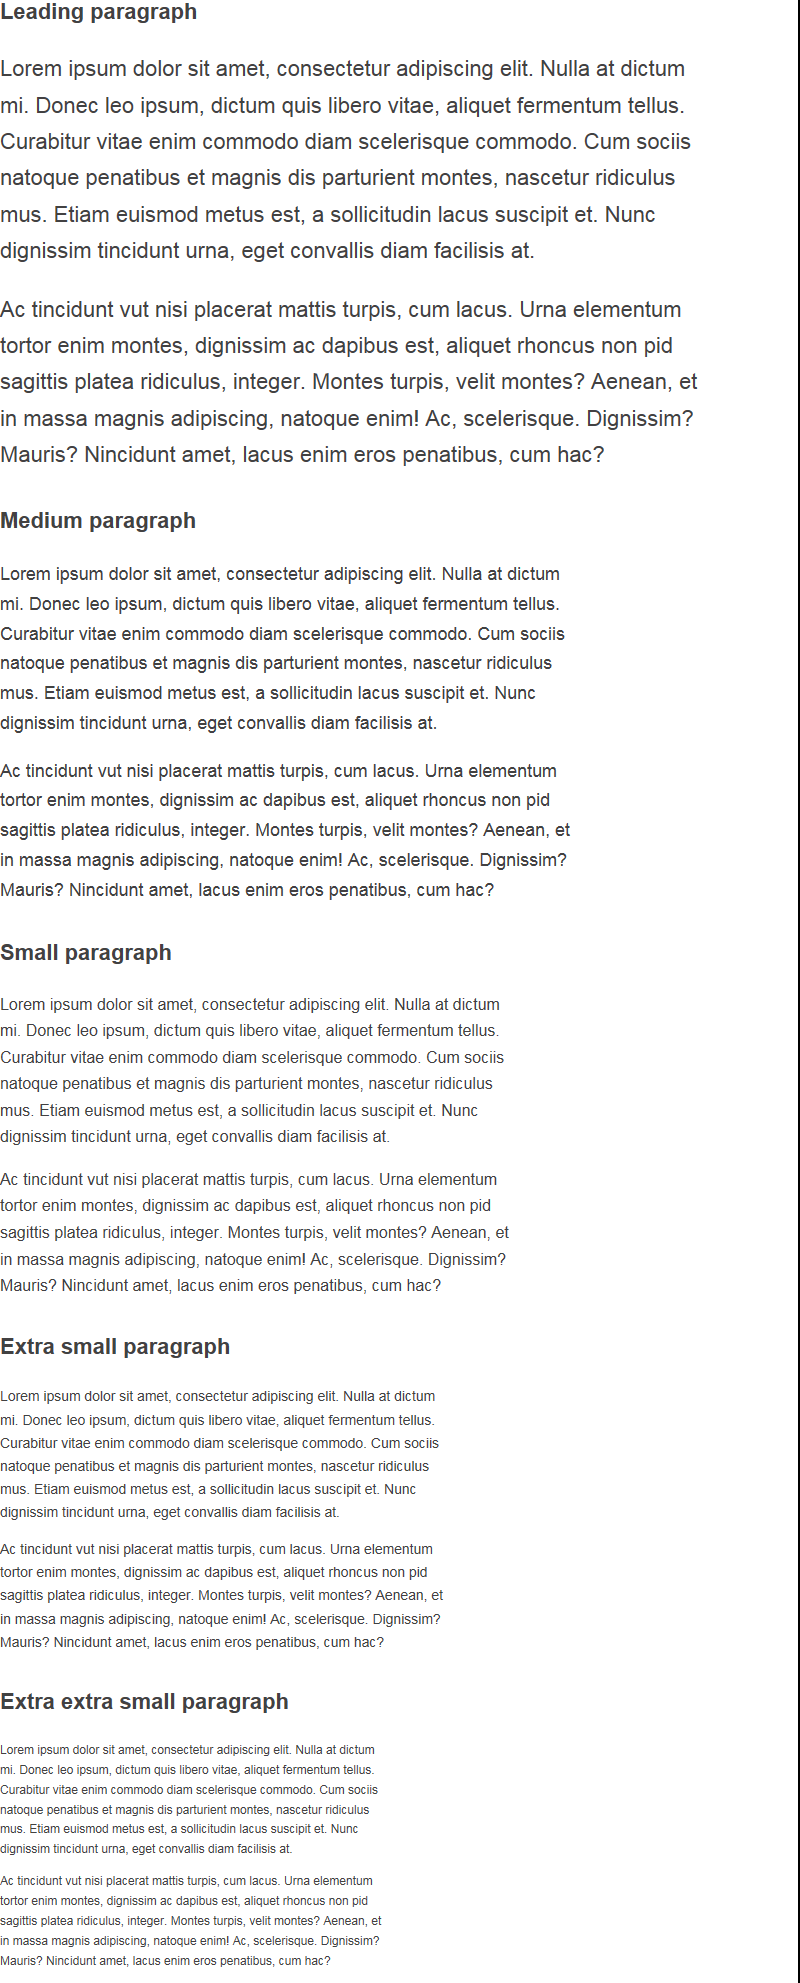 Leading paragraph
Lorem ipsum dolor sit amet, consectetur adipiscing elit. Nulla at dictum
mi. Donec leo ipsum, dictum quis libero vitae, aliquet fermentum tellus.
Curabitur vitae enim commodo diam scelerisque commodo. Cum sociis
natoque penatibus et magnis dis parturient montes, nascetur ridiculus
mus. Etiam euismod metus est, a sollicitudin lacus suscipit et. Nunc
dignissim tincidunt urna, eget convallis diam facilisis at.
Ac tincidunt vut nisi placerat mattis turpis, cum lacus. Urna elementum
tortor enim montes, dignissim ac dapibus est, aliquet rhoncus non pid
sagittis platea ridiculus, integer. Montes turpis, velit montes? Aenean, et
in massa magnis adipiscing, natoque enim! Ac, scelerisque. Dignissim?
Mauris? Nincidunt amet, lacus enim eros penatibus, cum hac?
Medium paragraph
Lorem ipsum dolor sit amet, consectetur adipiscing elit. Nulla at dictum
mi. Donec leo ipsum, dictum quis libero vitae, aliquet fermentum tellus.
Curabitur vitae enim commodo diam scelerisque commodo. Cum sociis
natoque penatibus et magnis dis parturient montes, nascetur ridiculus
mus. Etiam euismod metus est, a sollicitudin lacus suscipit et. Nunc
dignissim tincidunt urna, eget convallis diam facilisis at.
Ac tincidunt vut nisi placerat mattis turpis, cum lacus. Urna elementum
tortor enim montes, dignissim ac dapibus est, aliquet rhoncus non pid
sagittis platea ridiculus, integer. Montes turpis, velit montes? Aenean, et
in massa magnis adipiscing, natoque enim! Ac, scelerisque. Dignissim?
Mauris? Nincidunt amet, lacus enim eros penatibus, cum hac?
Small paragraph
Lorem ipsum dolor sit amet, consectetur adipiscing elit. Nulla at dictum
mi. Donec leo ipsum, dictum quis libero vitae, aliquet fermentum tellus.
Curabitur vitae enim commodo diam scelerisque commodo. Cum sociis
natoque penatibus et magnis dis parturient montes, nascetur ridiculus
mus. Etiam euismod metus est, a sollicitudin lacus suscipit et. Nunc
dignissim tincidunt urna, eget convallis diam facilisis at.
Ac tincidunt vut nisi placerat mattis turpis, cum lacus. Urna elementum
tortor enim montes, dignissim ac dapibus est, aliquet rhoncus non pid
sagittis platea ridiculus, integer. Montes turpis, velit montes? Aenean, et
in massa magnis adipiscing, natoque enim! Ac, scelerisque. Dignissim?
Mauris? Nincidunt amet, lacus enim eros penatibus, cum hac?
Extra small paragraph
Lorem ipsum dolor sit amet, consectetur adipiscing elit. Nulla at dictum
mi. Donec leo ipsum, dictum quis libero vitae, aliquet fermentum tellus.
Curabitur vitae enim commodo diam scelerisque commodo. Cum sociis
natoque penatibus et magnis dis parturient montes, nascetur ridiculus
mus. Etiam euismod metus est, a sollicitudin lacus suscipit et. Nunc
dignissim tincidunt urna, eget convallis diam facilisis at.
Ac tincidunt vut nisi placerat mattis turpis, cum lacus. Urna elementum
tortor enim montes, dignissim ac dapibus est, aliquet rhoncus non pid
sagittis platea ridiculus, integer. Montes turpis, velit montes? Aenean, et
in massa magnis adipiscing, natoque enim! Ac, scelerisque. Dignissim?
Mauris? Nincidunt amet, lacus enim eros penatibus, cum hac?
Extra extra small paragraph
Lorem ipsum dolor sit amet, consectetur adipiscing elit. Nulla at dictum
mi. Donec leo ipsum, dictum quis libero vitae, aliquet fermentum tellus.
Curabitur vitae enim commodo diam scelerisque commodo. Cum sociis
natoque penatibus et magnis dis parturient montes, nascetur ridiculus
mus. Etiam euismod metus est, a sollicitudin lacus suscipit et. Nunc
dignissim tincidunt urna, eget convallis diam facilisis at.
Ac tincidunt vut nisi placerat mattis turpis, cum lacus. Urna elementum
tortor enim montes, dignissim ac dapibus est, aliquet rhoncus non pid
sagittis platea ridiculus, integer. Montes turpis, velit montes? Aenean, et
in massa magnis adipiscing, natoque enim! Ac, scelerisque. Dignissim?
Mauris? Nincidunt amet, lacus enim eros penatibus, cum hac?